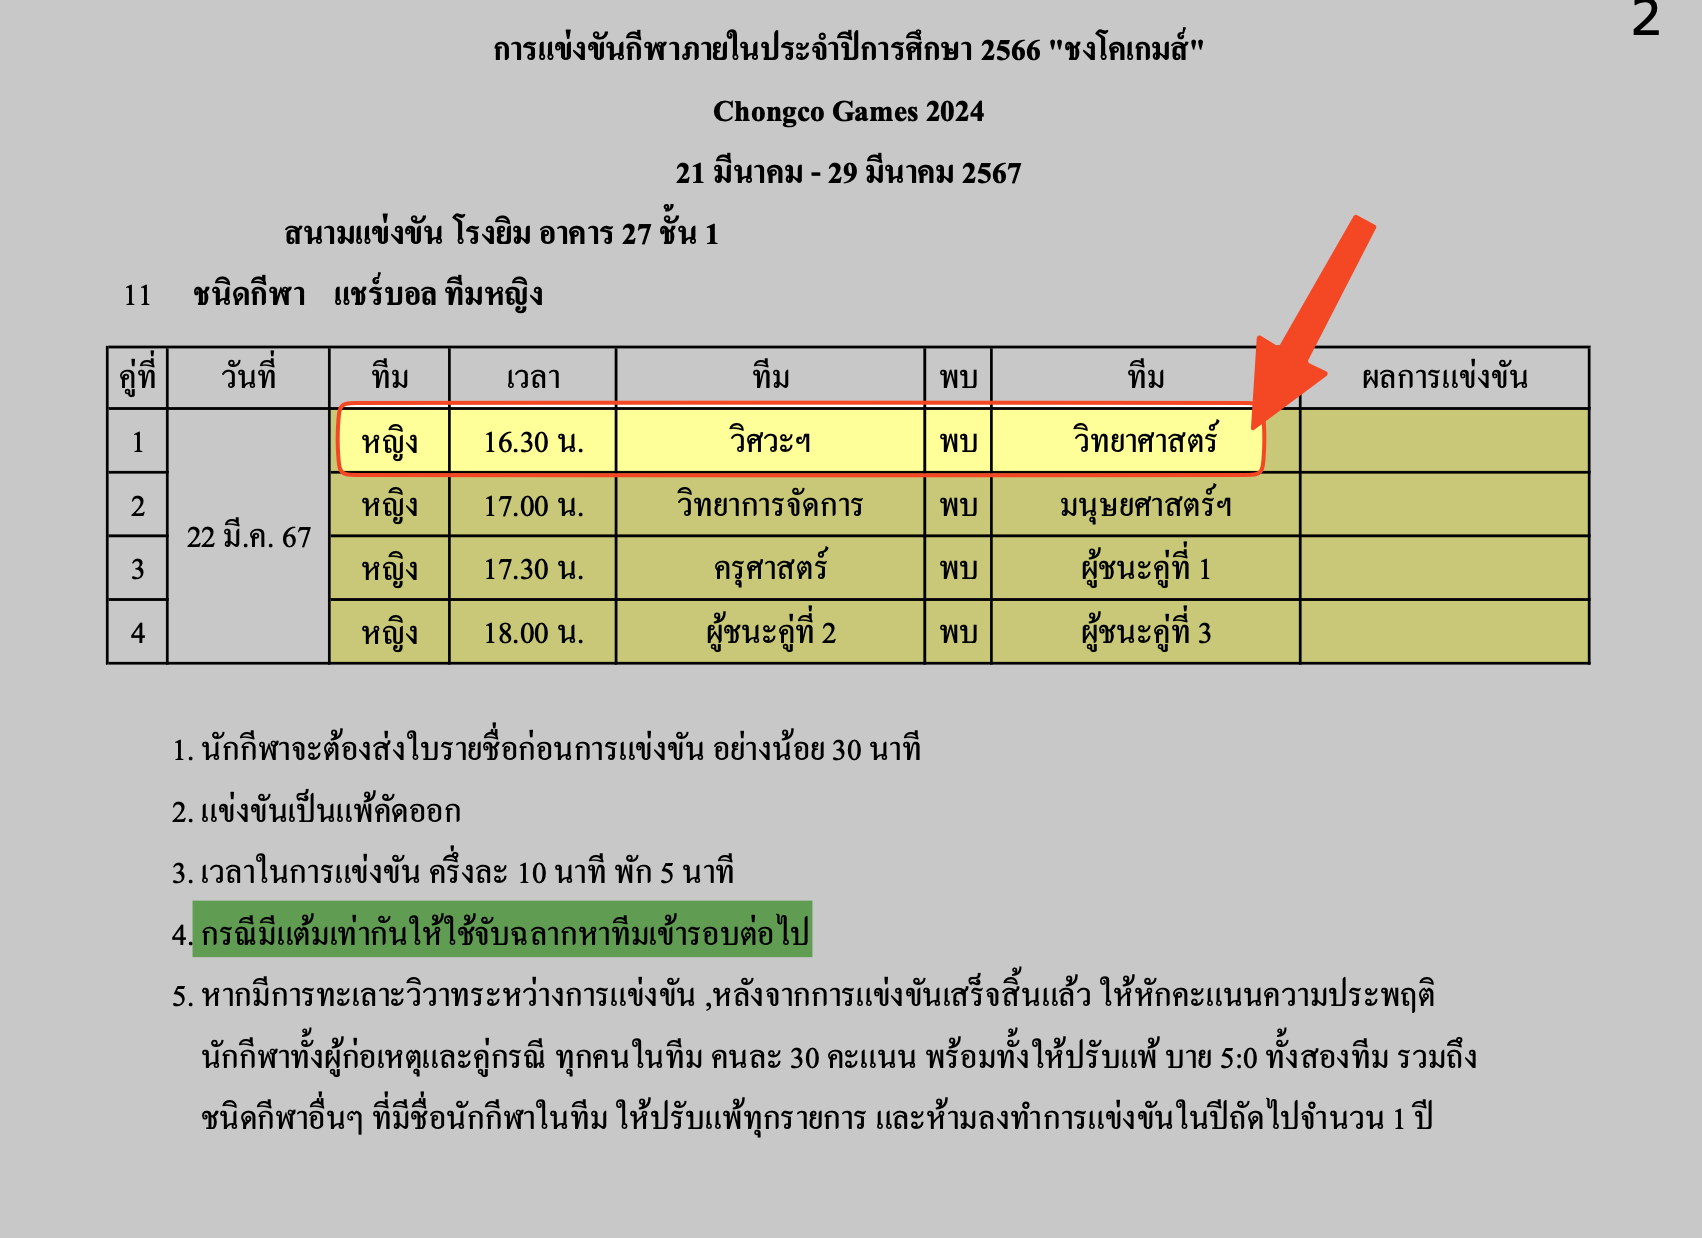 2
การแข่งขันกีฬาภายในประจำปีการศึกษา 2566 "ชงโคเกมส์"
Chongco Games 2024
21 มีนาคม - 29 มีนาคม 2567
สนามแข่งขัน โรงยิม อาคาร 27 ชั้น 1
11 ชนิดกีฬา แชร์บอล ทีมหญิง
คู่ที่ วันที่ ทีม เวลา ทีม พบ ทีม ผลการแข่งขัน
1 หญิง 16.30 น. วิศวะฯ พบ วิทยาศาสตร์
2 หญิง 17.00 น. วิทยาการจัดการ พบ มนุษยศาสตร์ฯ
22 มี.ค. 67
3 หญิง 17.30 น. ครุศาสตร์ พบ ผู้ชนะคู่ที่ 1
4 หญิง 18.00 น. ผู้ชนะคู่ที่ 2 พบ ผู้ชนะคู่ที่ 3
1. นักกีฬาจะต้องส่งใบรายชื่อก่อนการแข่งขัน อย่างน้อย 30 นาที
2. แข่งขันเป็นแพ้คัดออก
3. เวลาในการแข่งขัน ครึ่งละ 10 นาที พัก 5 นาที
4. กรณีมีแต้มเท่ากันให้ใช้จับฉลากหาทีมเข้ารอบต่อไป
5. หากมีการทะเลาะวิวาทระหว่างการแข่งขัน ,หลังจากการแข่งขันเสร็จสิ้นแล้ว ให้หักคะแนนความประพฤติ
นักกีฬาทั้งผู้ก่อเหตุและคู่กรณี ทุกคนในทีม คนละ 30 คะแนน พร้อมทั้งให้ปรับแพ้ บาย 5:0 ทั้งสองทีม รวมถึง
ชนิดกีฬาอื่นๆ ที่มีชื่อนักกีฬาในทีม ให้ปรับแพ้ทุกรายการ และห้ามลงทำการแข่งขันในปีถัดไปจำนวน 1 ปี